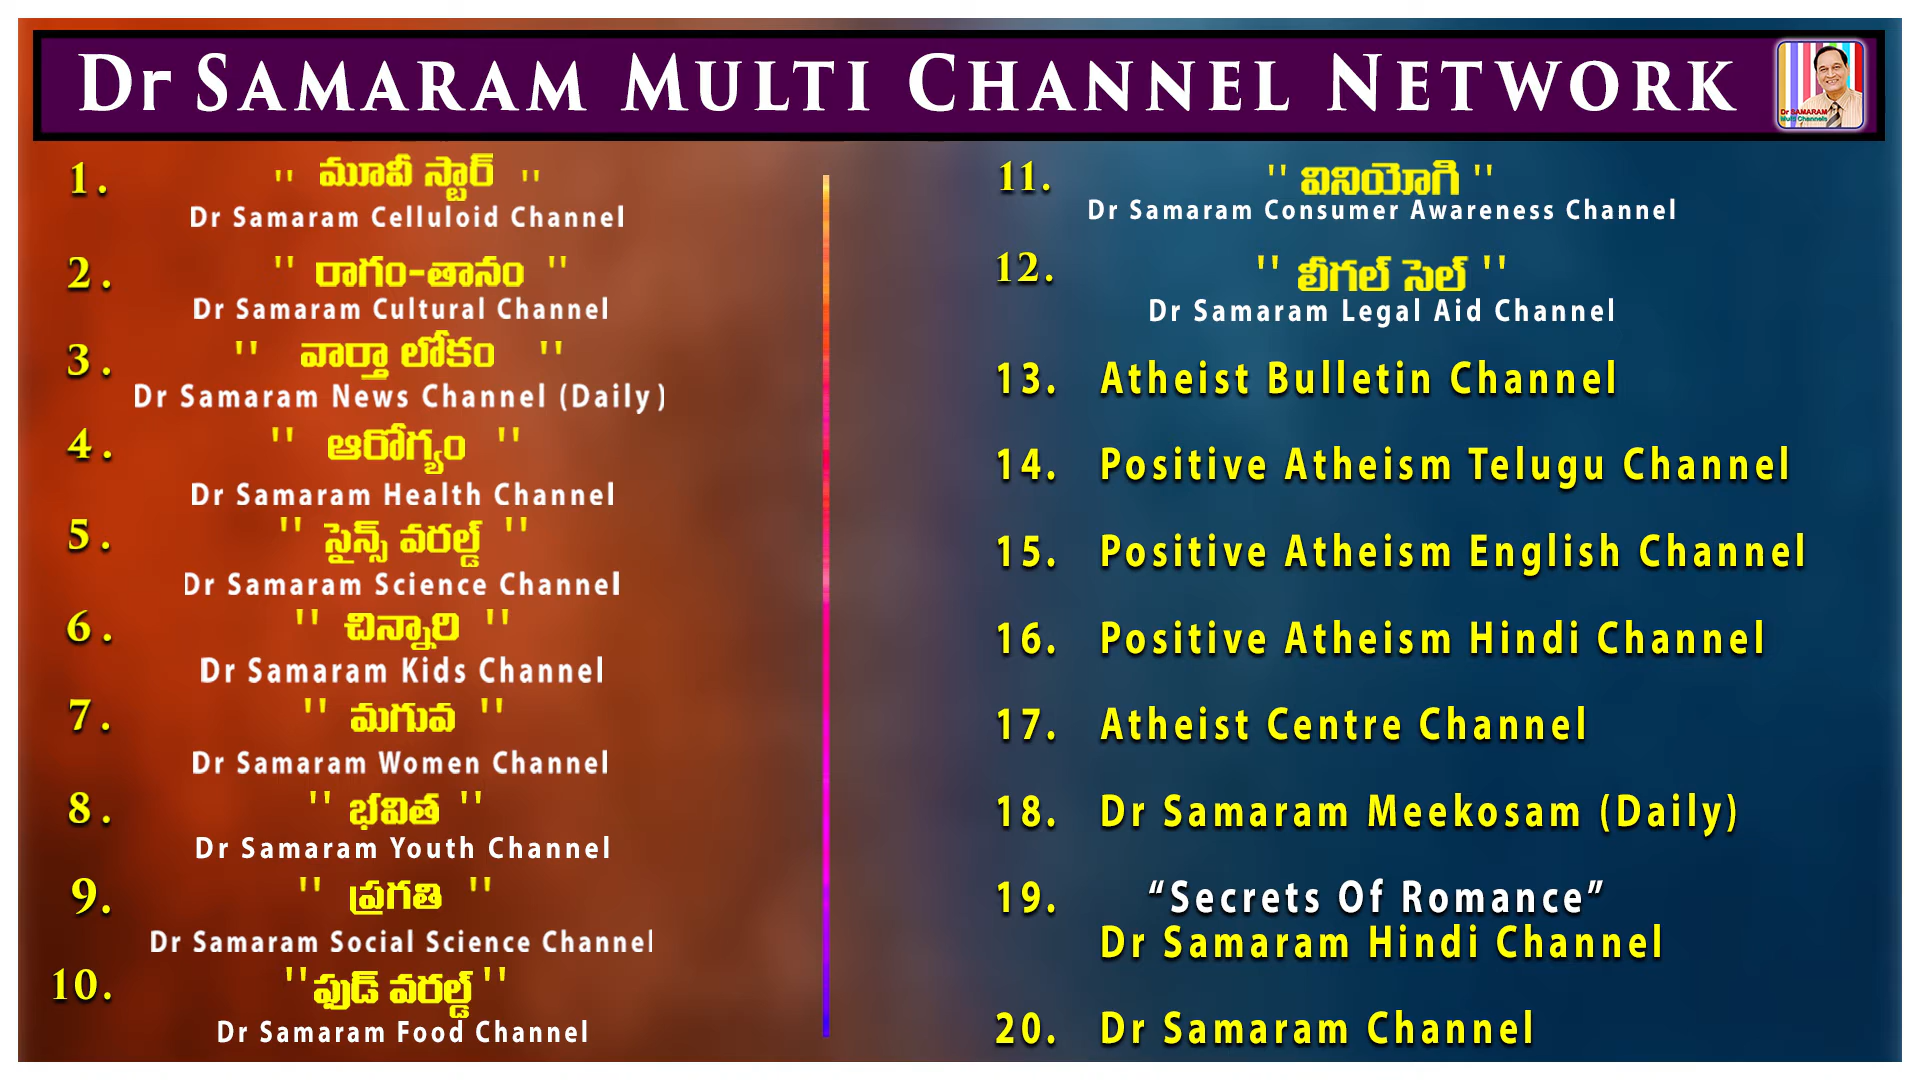 Dr SAMARAM MULTI CHANNEL NETWORK
Dr SAMARAM
Multi Channels
1. '' మూవీ స్టార్ ''
Dr Samaram Celluloid Channel
2. '' రాగం-తానం ''
Dr Samaram Cultural Channel
3. '' వార్తా లోకం ''
Dr Samaram News Channel (Daily)
4. '' ఆరోగ్యం ''
Dr Samaram Health Channel
5. '' సైన్స్ వరల్డ్ ''
Dr Samaram Science Channel
6. '' చిన్నారి ''
Dr Samaram Kids Channel
7. '' మగువ ''
Dr Samaram Women Channel
8. '' భవిత ''
Dr Samaram Youth Channel
9. '' ప్రగతి ''
Dr Samaram Social Science Channel
10. '' ఫుడ్ వరల్డ్ ''
Dr Samaram Food Channel
11. '' వినియోగి ''
Dr Samaram Consumer Awareness Channel
12. '' లీగల్ సెల్ ''
Dr Samaram Legal Aid Channel
13. Atheist Bulletin Channel
14. Positive Atheism Telugu Channel
15. Positive Atheism English Channel
16. Positive Atheism Hindi Channel
17. Atheist Centre Channel
18. Dr Samaram Meekosam (Daily)
19. “Secrets Of Romance”
Dr Samaram Hindi Channel
20. Dr Samaram Channel